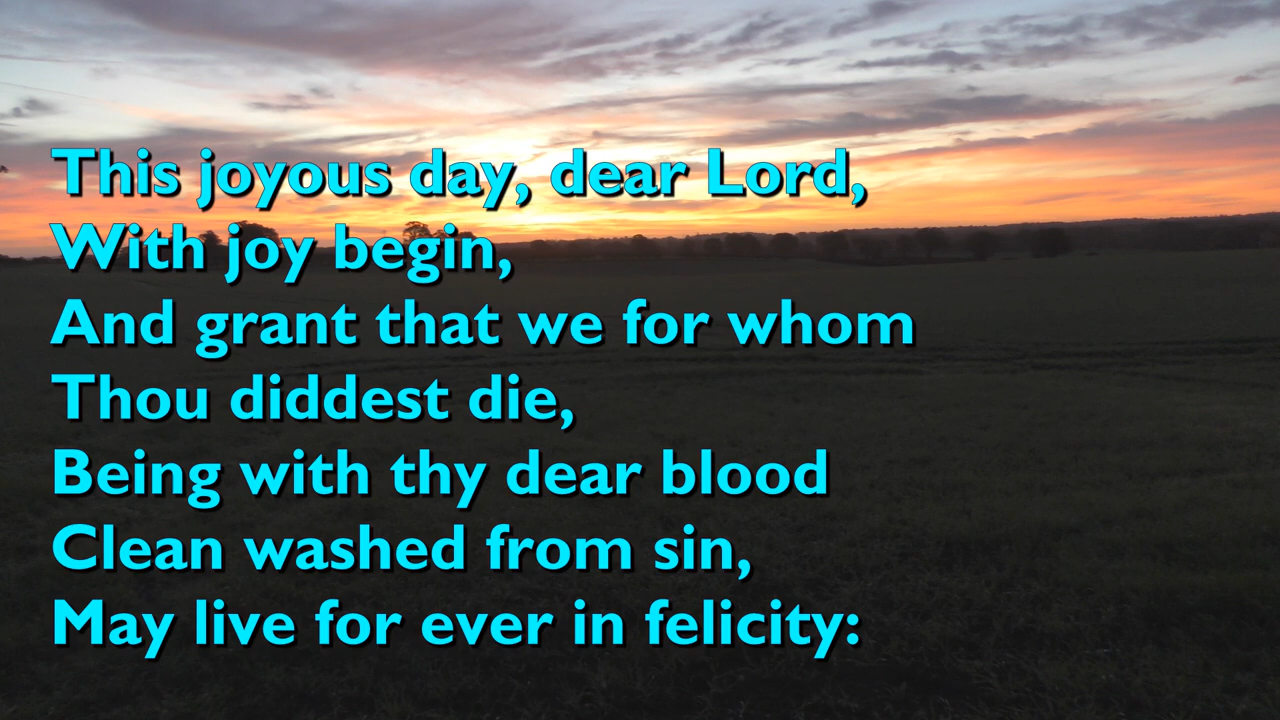 This joyous day, dear Lord,
With joy begin,
And grant that we for whom
Thou diddest die,
Being with thy dear blood
Clean washed from sin,
May live for ever in felicity: